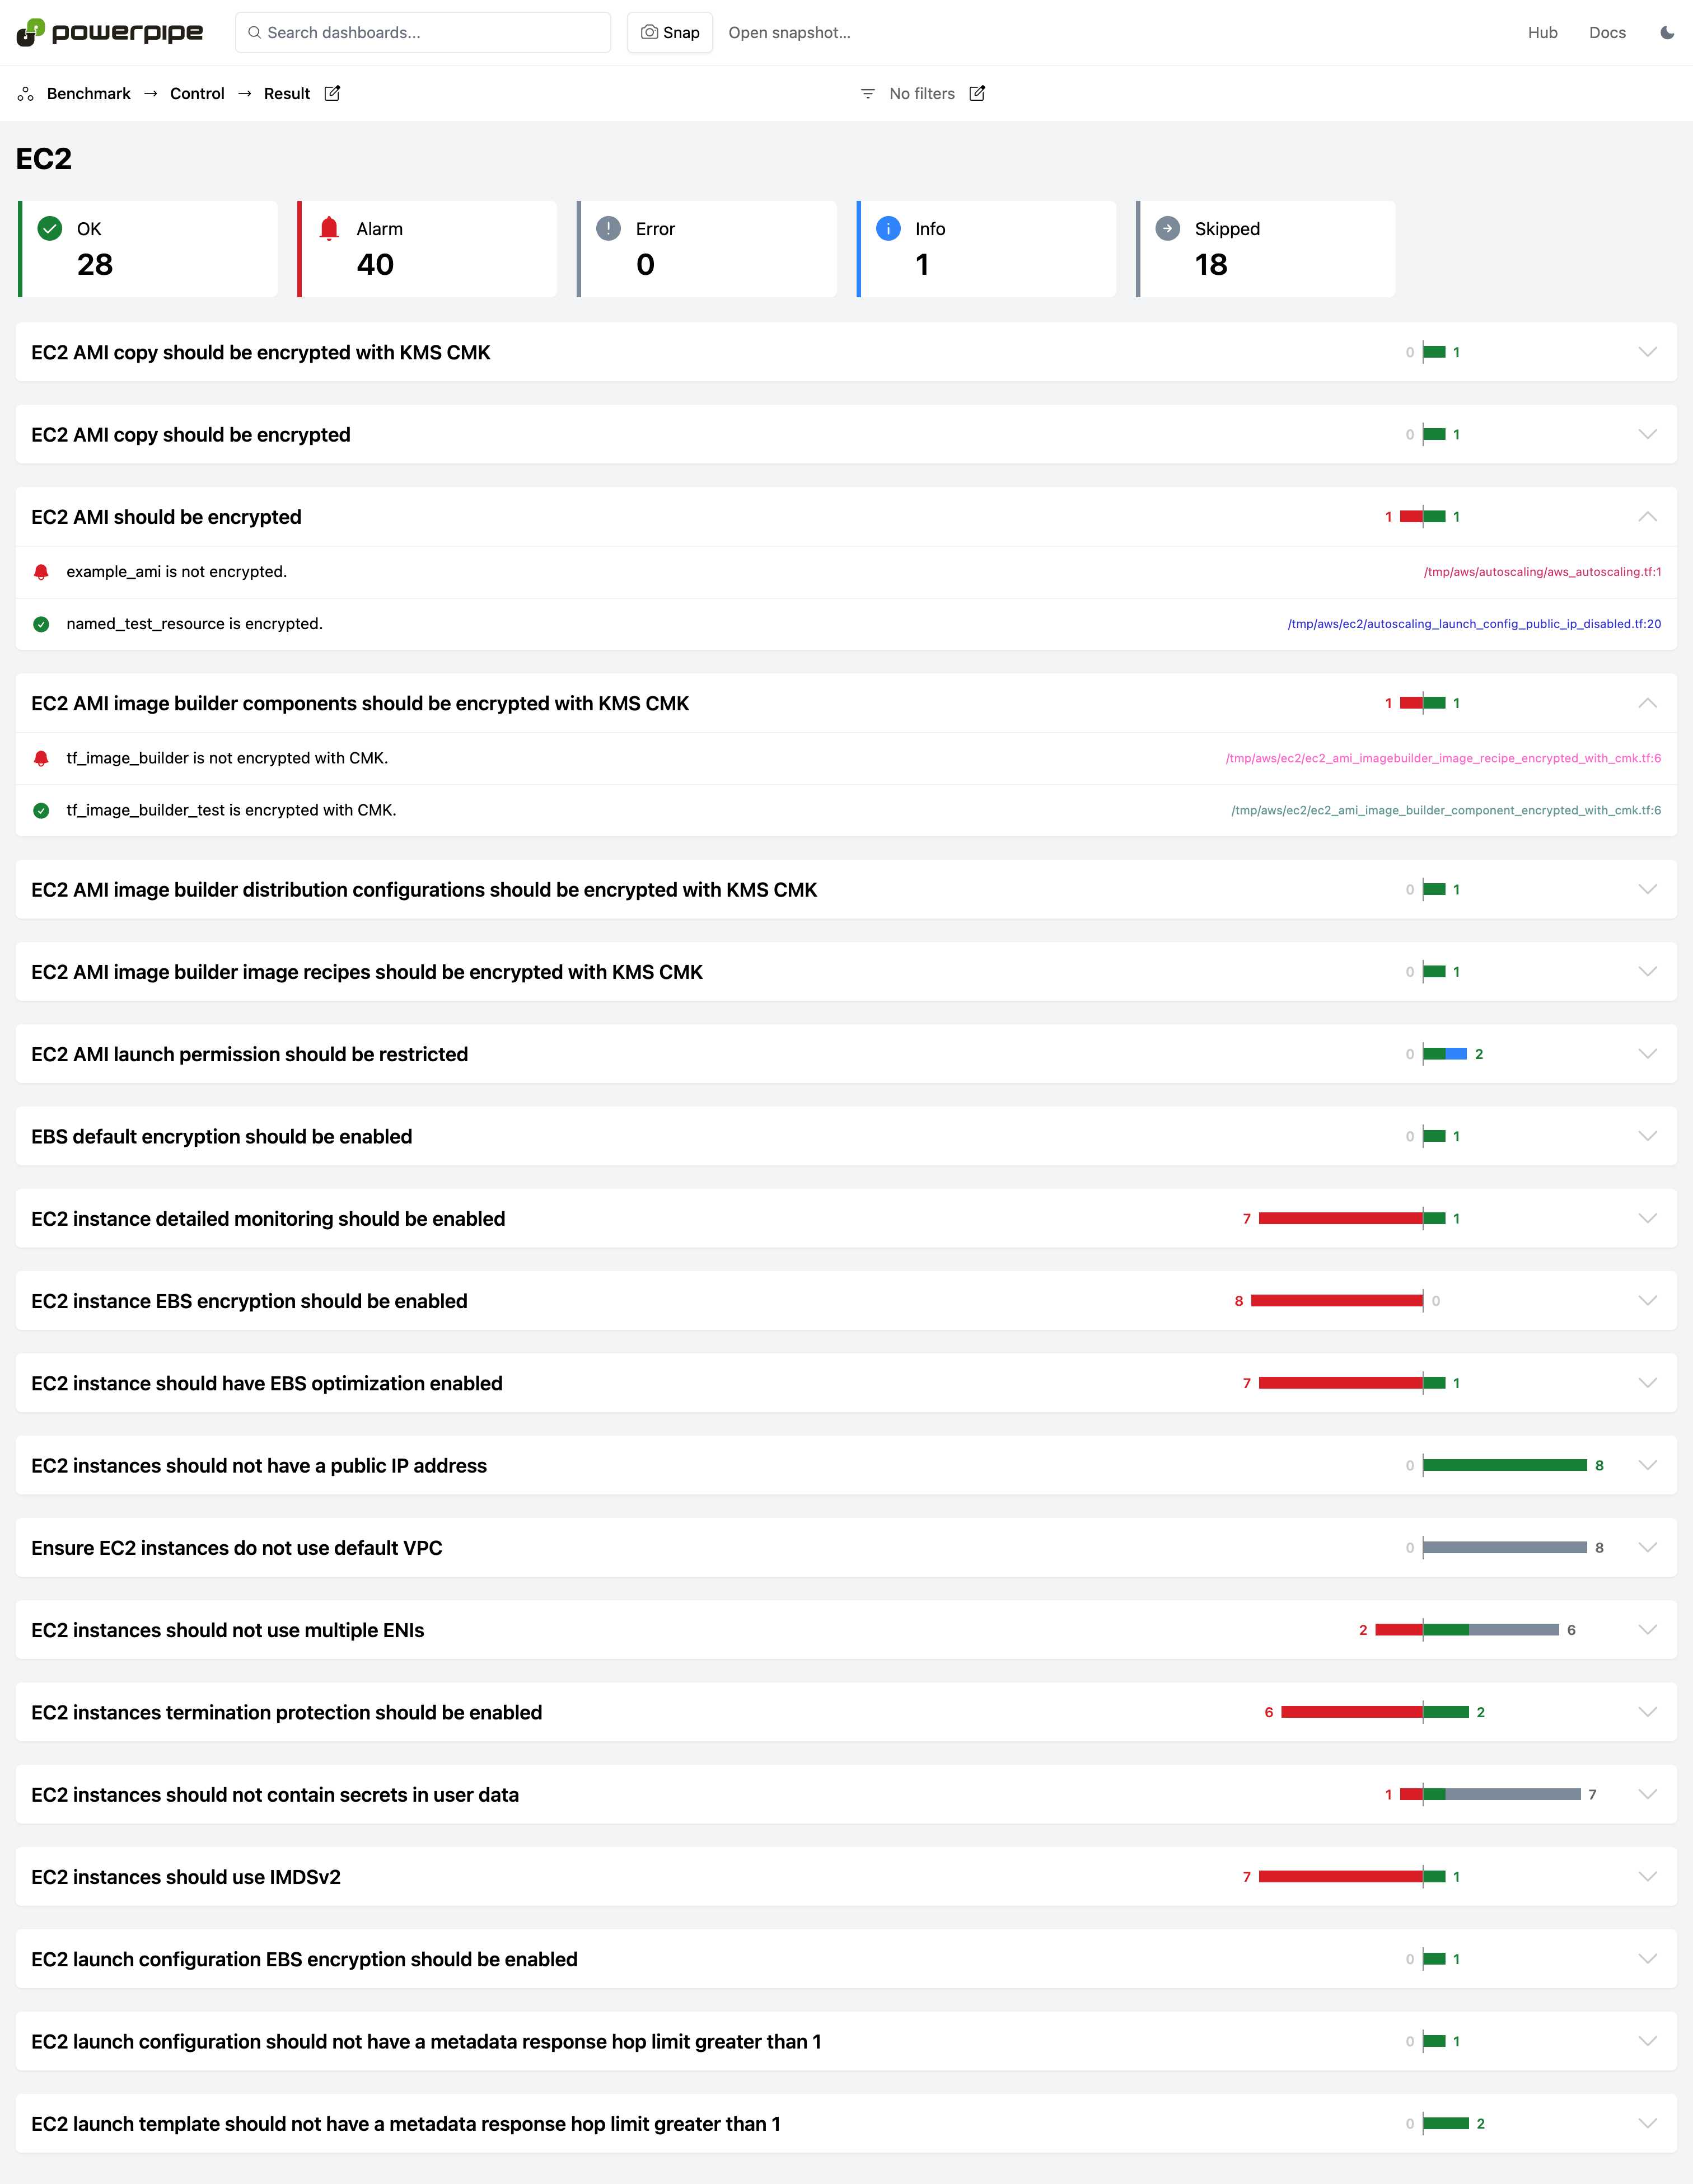 powerpipe
Search dashboards...
Snap
Open snapshot...
Hub
Docs
Benchmark → Control → Result
No filters
EC2
OK
28
Alarm
40
Error
0
Info
1
Skipped
18
EC2 AMI copy should be encrypted with KMS CMK
0 1
EC2 AMI copy should be encrypted
0 1
EC2 AMI should be encrypted
1 1
example_ami is not encrypted.
/tmp/aws/autoscaling/aws_autoscaling.tf:1
named_test_resource is encrypted.
/tmp/aws/ec2/autoscaling_launch_config_public_ip_disabled.tf:20
EC2 AMI image builder components should be encrypted with KMS CMK
1 1
tf_image_builder is not encrypted with CMK.
/tmp/aws/ec2/ec2_ami_imagebuilder_image_recipe_encrypted_with_cmk.tf:6
tf_image_builder_test is encrypted with CMK.
/tmp/aws/ec2/ec2_ami_image_builder_component_encrypted_with_cmk.tf:6
EC2 AMI image builder distribution configurations should be encrypted with KMS CMK
0 1
EC2 AMI image builder image recipes should be encrypted with KMS CMK
0 1
EC2 AMI launch permission should be restricted
0 2
EBS default encryption should be enabled
0 1
EC2 instance detailed monitoring should be enabled
7 1
EC2 instance EBS encryption should be enabled
8 0
EC2 instance should have EBS optimization enabled
7 1
EC2 instances should not have a public IP address
0 8
Ensure EC2 instances do not use default VPC
0 8
EC2 instances should not use multiple ENIs
2 6
EC2 instances termination protection should be enabled
6 2
EC2 instances should not contain secrets in user data
1 7
EC2 instances should use IMDSv2
7 1
EC2 launch configuration EBS encryption should be enabled
0 1
EC2 launch configuration should not have a metadata response hop limit greater than 1
0 1
EC2 launch template should not have a metadata response hop limit greater than 1
0 2